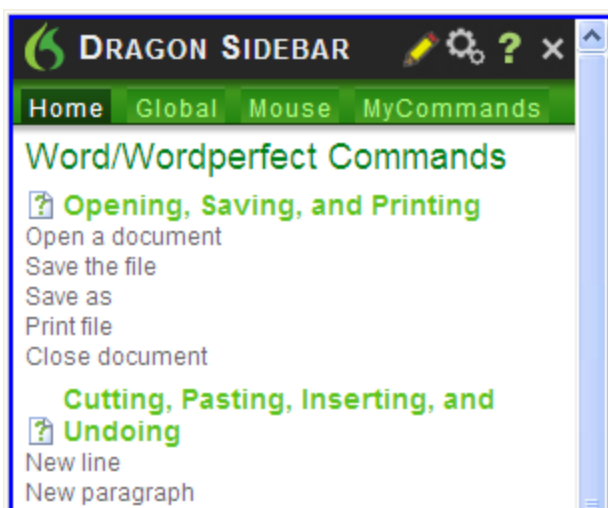 DRAGON SIDEBAR ?
Home Global Mouse MyCommands
Word/Wordperfect Commands
Opening, Saving, and Printing
Open a document
Save the file
Save as
Print file
Close document
Cutting, Pasting, Inserting, and
Undoing
New line
New paragraph